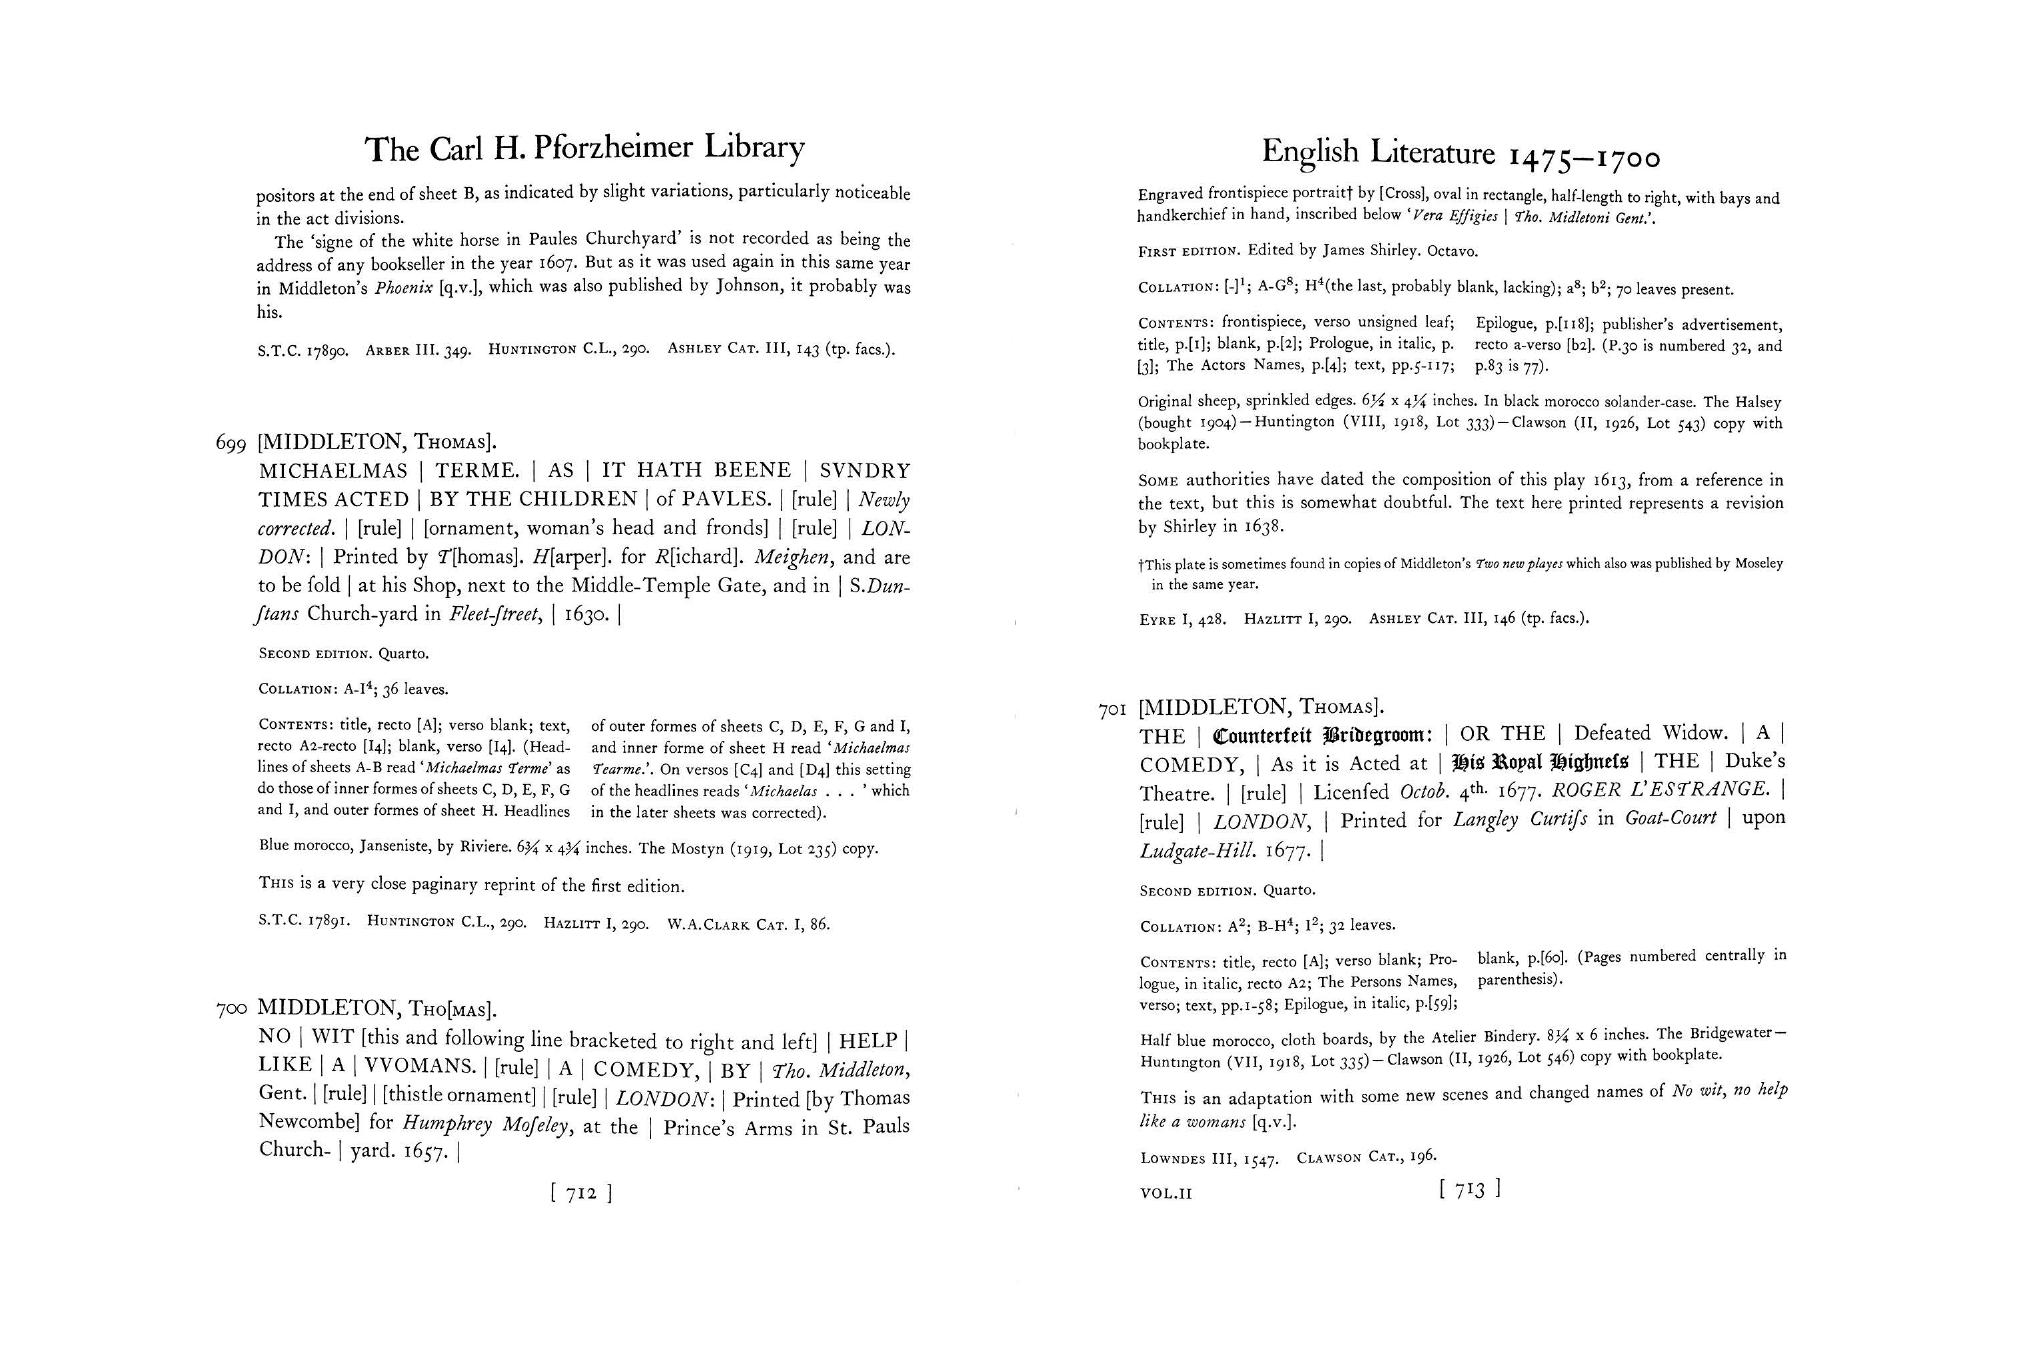 The Carl H. Pforzheimer Library
positors at the end of sheet B, as indicated by slight variations, particularly noticeable
in the act divisions.
The 'signe of the white horse in Paules Churchyard' is not recorded as being the
address of any bookseller in the year 1607. But as it was used again in this same year
in Middleton's Phoenix [q.v.], which was also published by Johnson, it probably was
his.
S.T.C. 17890. ARBER III. 349. HUNTINGTON C.L., 290. ASHLEY CAT. III, 143 (tp. facs.).
699 [MIDDLETON, THOMAS].
MICHAELMAS | TERME. | AS | IT HATH BEENE | SVNDRY
TIMES ACTED | BY THE CHILDREN | of PAVLES. | [rule] | Newly
corrected. | [rule] | [ornament, woman's head and fronds] | [rule] | LON-
DON: | Printed by T[homas]. H[arper]. for R[ichard]. Meighen, and are
to be ſold | at his Shop, next to the Middle-Temple Gate, and in | S.Dun-
ſtans Church-yard in Fleet-ſtreet, | 1630. |
SECOND EDITION. Quarto.
COLLATION: A-I⁴; 36 leaves.
CONTENTS: title, recto [A]; verso blank; text,
recto A2-recto [I4]; blank, verso [I4]. (Head-
lines of sheets A-B read 'Michaelmas Terme' as
do those of inner formes of sheets C, D, E, F, G
and I, and outer formes of sheet H. Headlines
of outer formes of sheets C, D, E, F, G and I,
and inner forme of sheet H read 'Michaelmas
Tearme.'. On versos [C4] and [D4] this setting
of the headlines reads 'Michaelas . . . ' which
in the later sheets was corrected).
Blue morocco, Janseniste, by Riviere. 6¾ x 4¾ inches. The Mostyn (1919, Lot 235) copy.
THIS is a very close paginary reprint of the first edition.
S.T.C. 17891. HUNTINGTON C.L., 290. HAZLITT I, 290. W.A.CLARK CAT. I, 86.
700 MIDDLETON, THO[MAS].
NO | WIT [this and following line bracketed to right and left] | HELP |
LIKE | A | VVOMANS. | [rule] | A | COMEDY, | BY | Tho. Middleton,
Gent. | [rule] | [thistle ornament] | [rule] | LONDON: | Printed [by Thomas
Newcombe] for Humphrey Moſeley, at the | Prince's Arms in St. Pauls
Church- | yard. 1657. |
[ 712 ]
English Literature 1475–1700
Engraved frontispiece portrait† by [Cross], oval in rectangle, half-length to right, with bays and
handkerchief in hand, inscribed below 'Vera Effigies | Tho. Midletoni Gent.'.
FIRST EDITION. Edited by James Shirley. Octavo.
COLLATION: [-]¹; A-G⁸; H⁴(the last, probably blank, lacking); a⁸; b²; 70 leaves present.
CONTENTS: frontispiece, verso unsigned leaf;
title, p.[1]; blank, p.[2]; Prologue, in italic, p.
[3]; The Actors Names, p.[4]; text, pp.5-117;
Epilogue, p.[118]; publisher's advertisement,
recto a-verso [b2]. (P.30 is numbered 32, and
p.83 is 77).
Original sheep, sprinkled edges. 6½ x 4¼ inches. In black morocco solander-case. The Halsey
(bought 1904)—Huntington (VIII, 1918, Lot 333)—Clawson (II, 1926, Lot 543) copy with
bookplate.
SOME authorities have dated the composition of this play 1613, from a reference in
the text, but this is somewhat doubtful. The text here printed represents a revision
by Shirley in 1638.
†This plate is sometimes found in copies of Middleton's Two new playes which also was published by Moseley
in the same year.
EYRE I, 428. HAZLITT I, 290. ASHLEY CAT. III, 146 (tp. facs.).
701 [MIDDLETON, THOMAS].
THE | Counterfeit Bridegroom: | OR THE | Defeated Widow. | A |
COMEDY, | As it is Acted at | His Royal Highneſs | THE | Duke's
Theatre. | [rule] | Licenſed Octob. 4th. 1677. ROGER L'ESTRANGE. |
[rule] | LONDON, | Printed for Langley Curtiſs in Goat-Court | upon
Ludgate-Hill. 1677. |
SECOND EDITION. Quarto.
COLLATION: A²; B-H⁴; I²; 32 leaves.
CONTENTS: title, recto [A]; verso blank; Pro-
logue, in italic, recto A2; The Persons Names,
verso; text, pp.1-58; Epilogue, in italic, p.[59];
blank, p.[60]. (Pages numbered centrally in
parenthesis).
Half blue morocco, cloth boards, by the Atelier Bindery. 8¼ x 6 inches. The Bridgewater—
Huntington (VII, 1918, Lot 335)—Clawson (II, 1926, Lot 546) copy with bookplate.
THIS is an adaptation with some new scenes and changed names of No wit, no help
like a womans [q.v.].
LOWNDES III, 1547. CLAWSON CAT., 196.
VOL.II
[ 713 ]